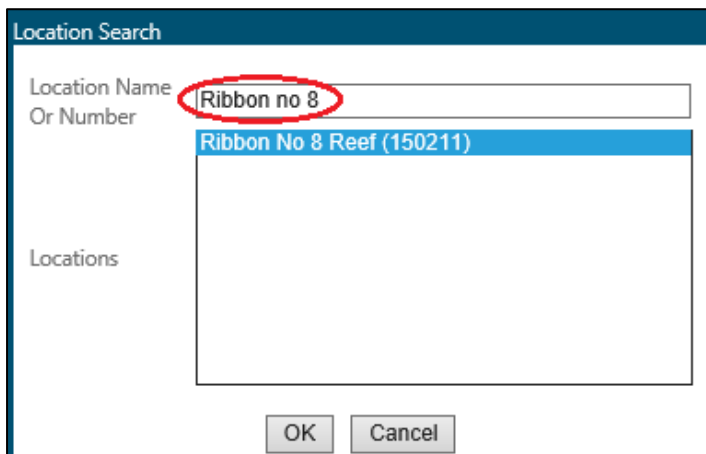 Location Search
Location Name
Or Number
Ribbon no 8
Ribbon No 8 Reef (150211)
Locations
OK
Cancel